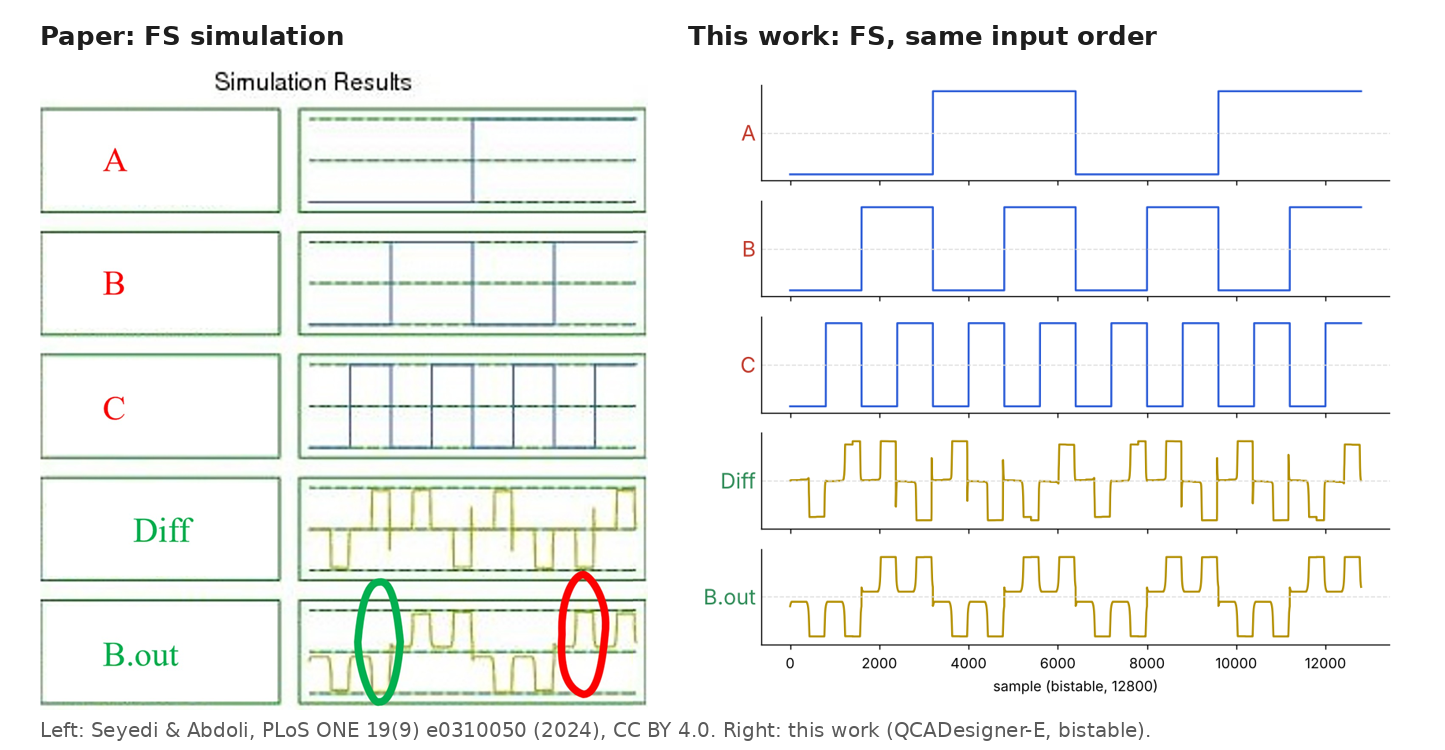 Paper: FS simulation
This work: FS, same input order
Simulation Results
A
B
C
Diff
B.out
A
B
C
Diff
B.out
0 2000 4000 6000 8000 10000 12000
sample (bistable, 12800)
Left: Seyedi & Abdoli, PLoS ONE 19(9) e0310050 (2024), CC BY 4.0. Right: this work (QCADesigner-E, bistable).